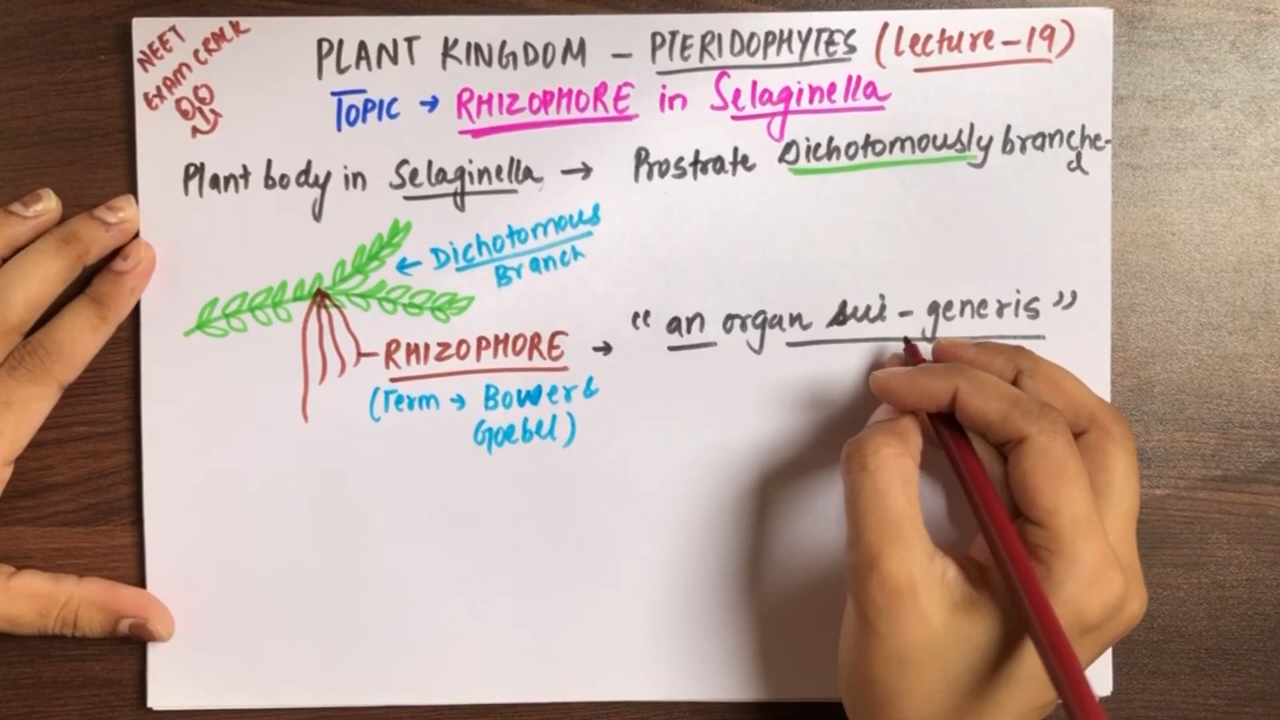 NEET
EXAM CRACK
PLANT KINGDOM – PTERIDOPHYTES (Lecture-19)
TOPIC → RHIZOPHORE in Selaginella
Plant body in Selaginella → Prostrate Dichotomously branche-
d
← Dichotomous
Branch
RHIZOPHORE → “an organ sui-generis”
(Term → Bower &
Goebel)